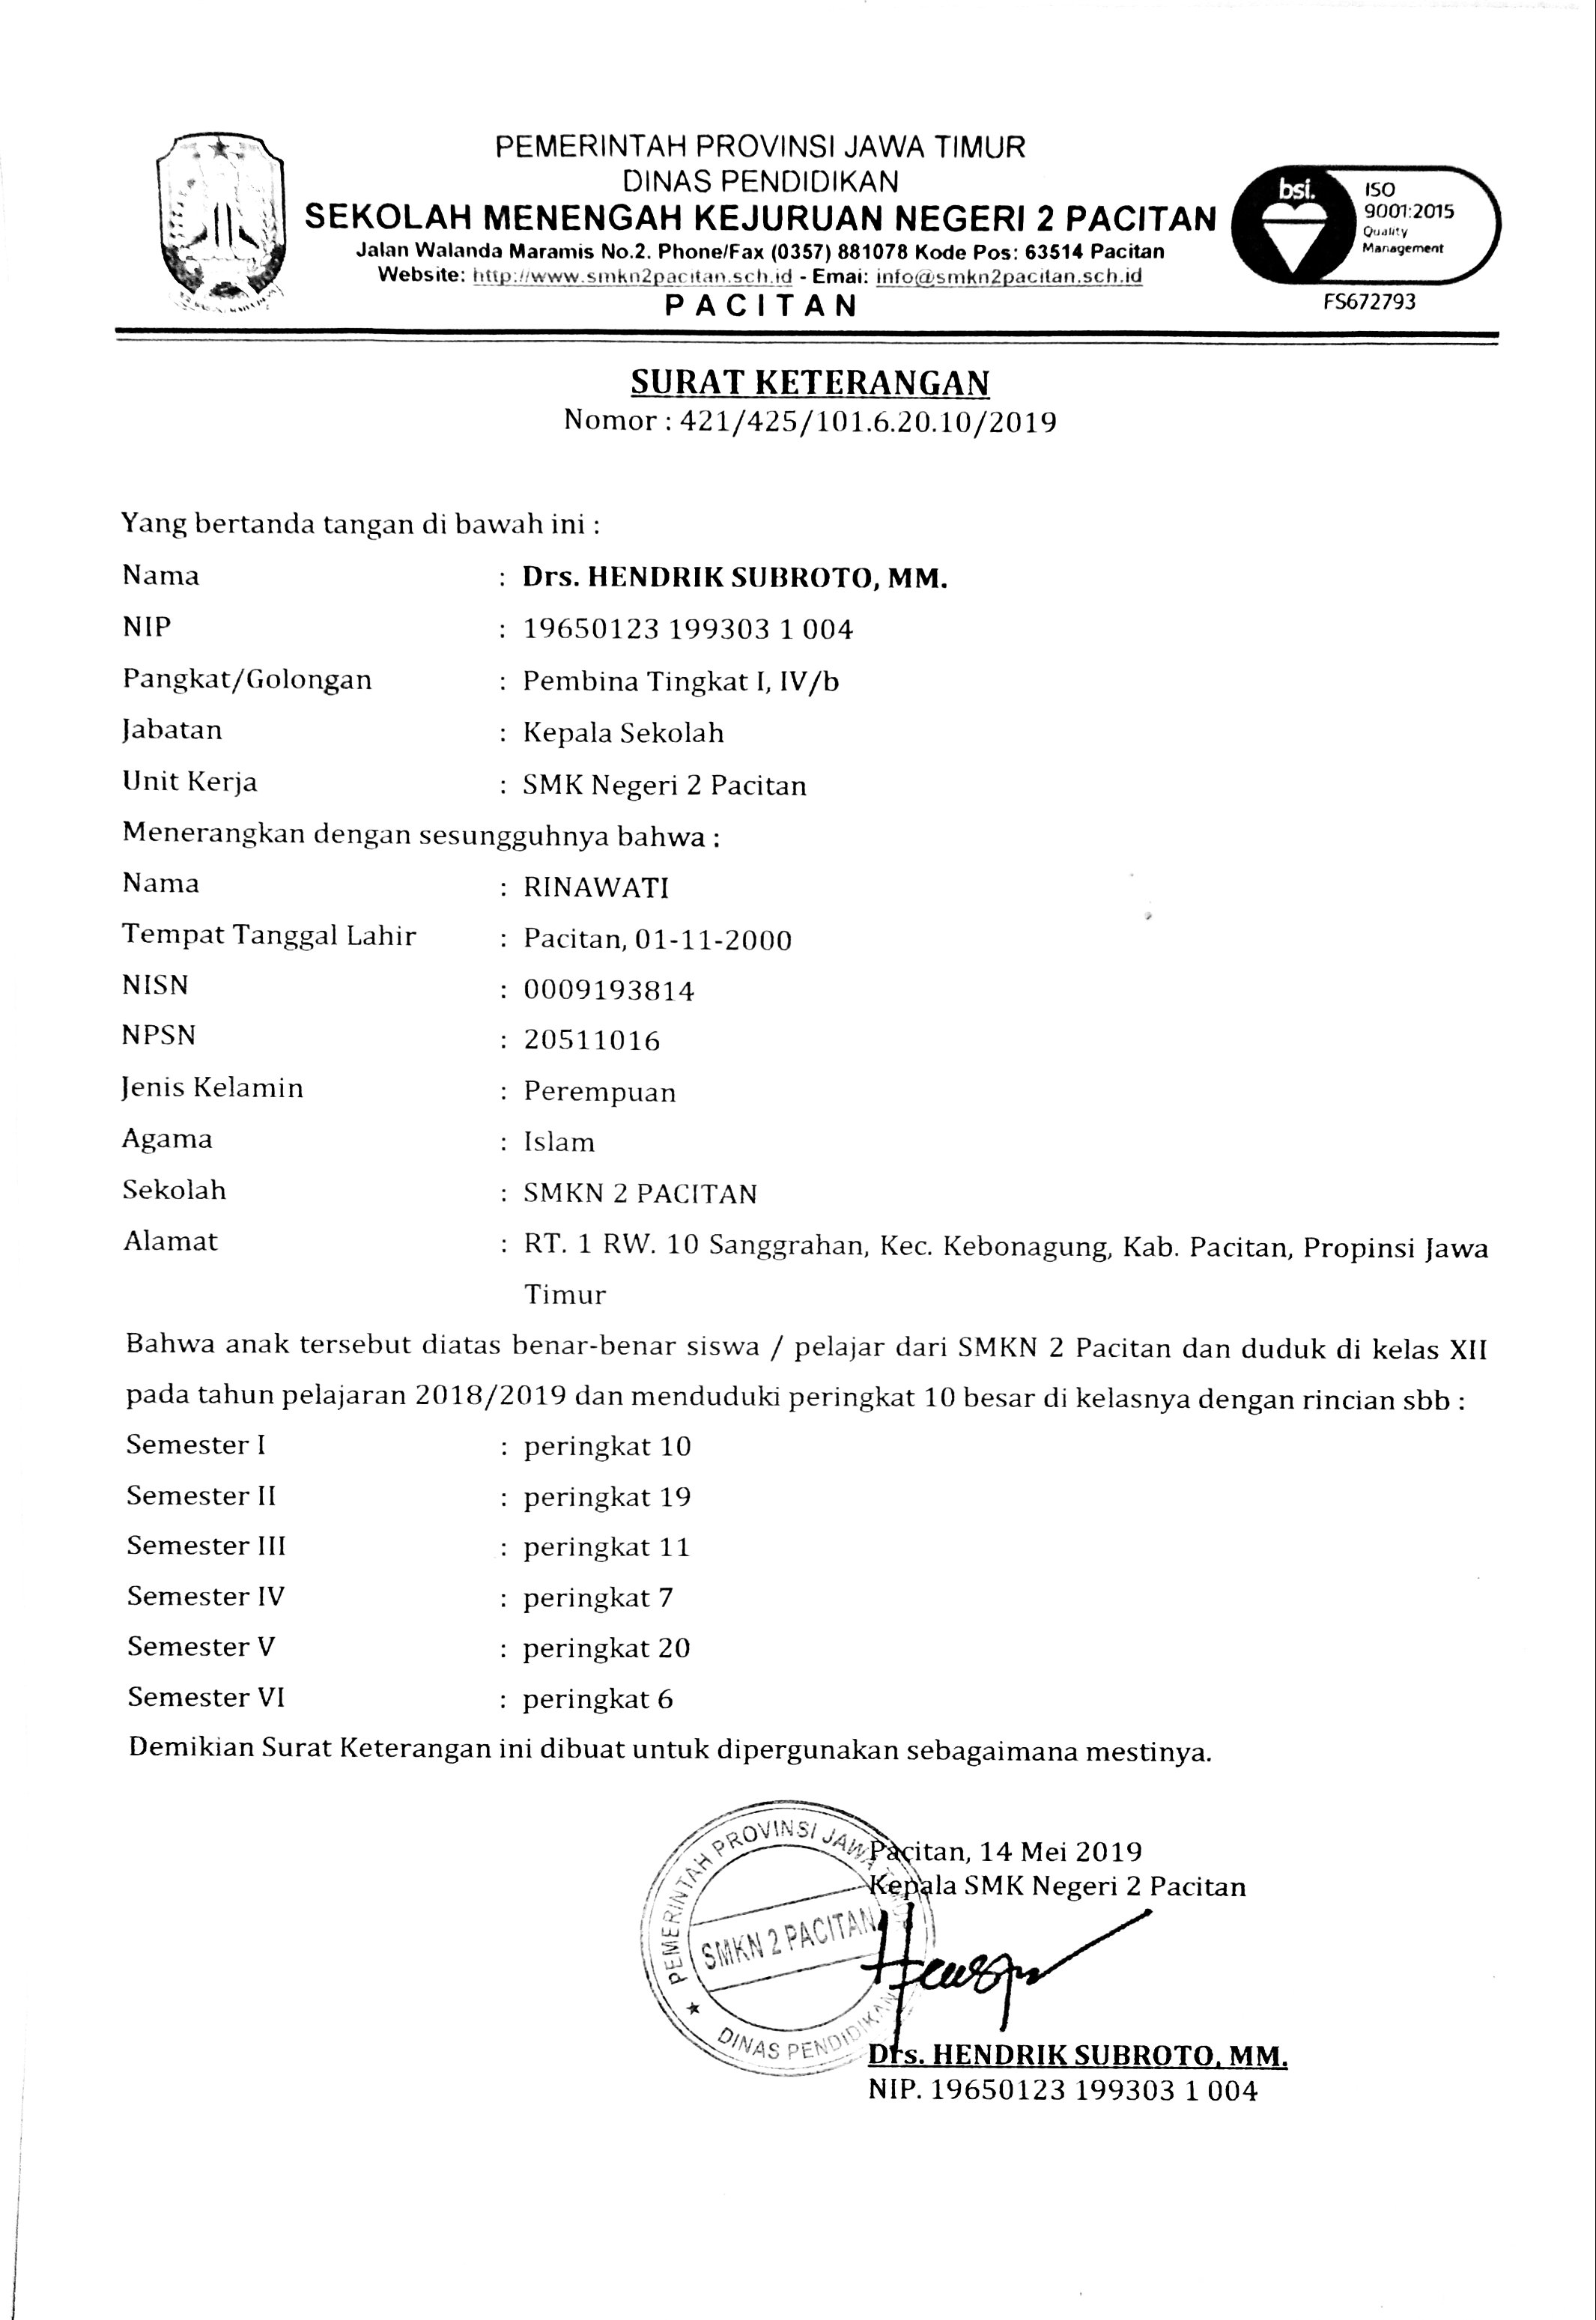 PEMERINTAH PROVINSI JAWA TIMUR
DINAS PENDIDIKAN
SEKOLAH MENENGAH KEJURUAN NEGERI 2 PACITAN
Jalan Walanda Maramis No.2. Phone/Fax (0357) 881078 Kode Pos: 63514 Pacitan
Website: http://www.smkn2pacitan.sch.id - Emai: info@smkn2pacitan.sch.id
PACITAN
bsi.
ISO
9001:2015
Quality
Management
FS672793
SURAT KETERANGAN
Nomor : 421/425/101.6.20.10/2019
Yang bertanda tangan di bawah ini :
Nama : Drs. HENDRIK SUBROTO, MM.
NIP : 19650123 199303 1 004
Pangkat/Golongan : Pembina Tingkat I, IV/b
Jabatan : Kepala Sekolah
Unit Kerja : SMK Negeri 2 Pacitan
Menerangkan dengan sesungguhnya bahwa :
Nama : RINAWATI
Tempat Tanggal Lahir : Pacitan, 01-11-2000
NISN : 0009193814
NPSN : 20511016
Jenis Kelamin : Perempuan
Agama : Islam
Sekolah : SMKN 2 PACITAN
Alamat : RT. 1 RW. 10 Sanggrahan, Kec. Kebonagung, Kab. Pacitan, Propinsi Jawa
Timur
Bahwa anak tersebut diatas benar-benar siswa / pelajar dari SMKN 2 Pacitan dan duduk di kelas XII
pada tahun pelajaran 2018/2019 dan menduduki peringkat 10 besar di kelasnya dengan rincian sbb :
Semester I : peringkat 10
Semester II : peringkat 19
Semester III : peringkat 11
Semester IV : peringkat 7
Semester V : peringkat 20
Semester VI : peringkat 6
Demikian Surat Keterangan ini dibuat untuk dipergunakan sebagaimana mestinya.
Pacitan, 14 Mei 2019
Kepala SMK Negeri 2 Pacitan
PEMERINTAH PROVINSI JAWA TIMUR
SMKN 2 PACITAN
DINAS PENDIDIKAN
Drs. HENDRIK SUBROTO, MM.
NIP. 19650123 199303 1 004